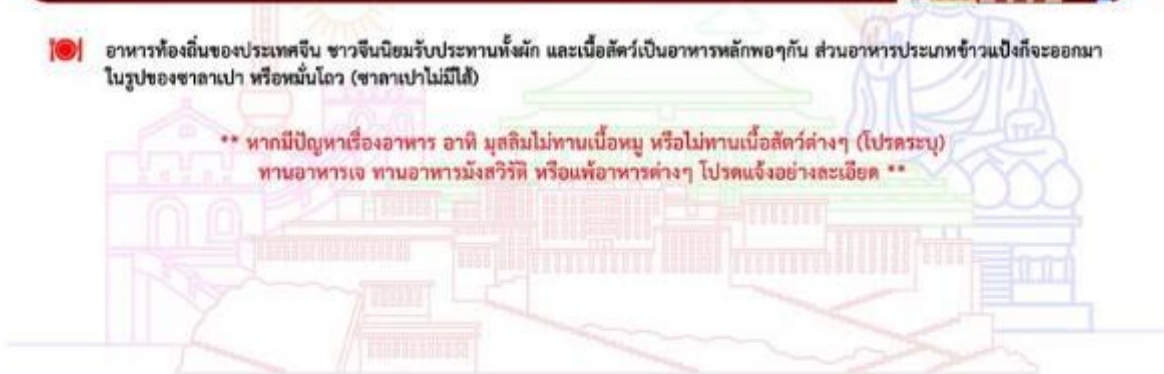 อาหารท้องถิ่นของประเทศจีน ชาวจีนนิยมรับประทานทั้งผัก และเนื้อสัตว์เป็นอาหารหลักพอๆกัน ส่วนอาหารประเภทข้าวแป้งก็จะออกมา
ในรูปของซาลาเปา หรือหมั่นโถว (ซาลาเปาไม่มีไส้)
** หากมีปัญหาเรื่องอาหาร อาทิ มุสลิมไม่ทานเนื้อหมู หรือไม่ทานเนื้อสัตว์ต่างๆ (โปรดระบุ)
ทานอาหารเจ ทานอาหารมังสวิรัติ หรือแพ้อาหารต่างๆ โปรดแจ้งอย่างละเอียด **